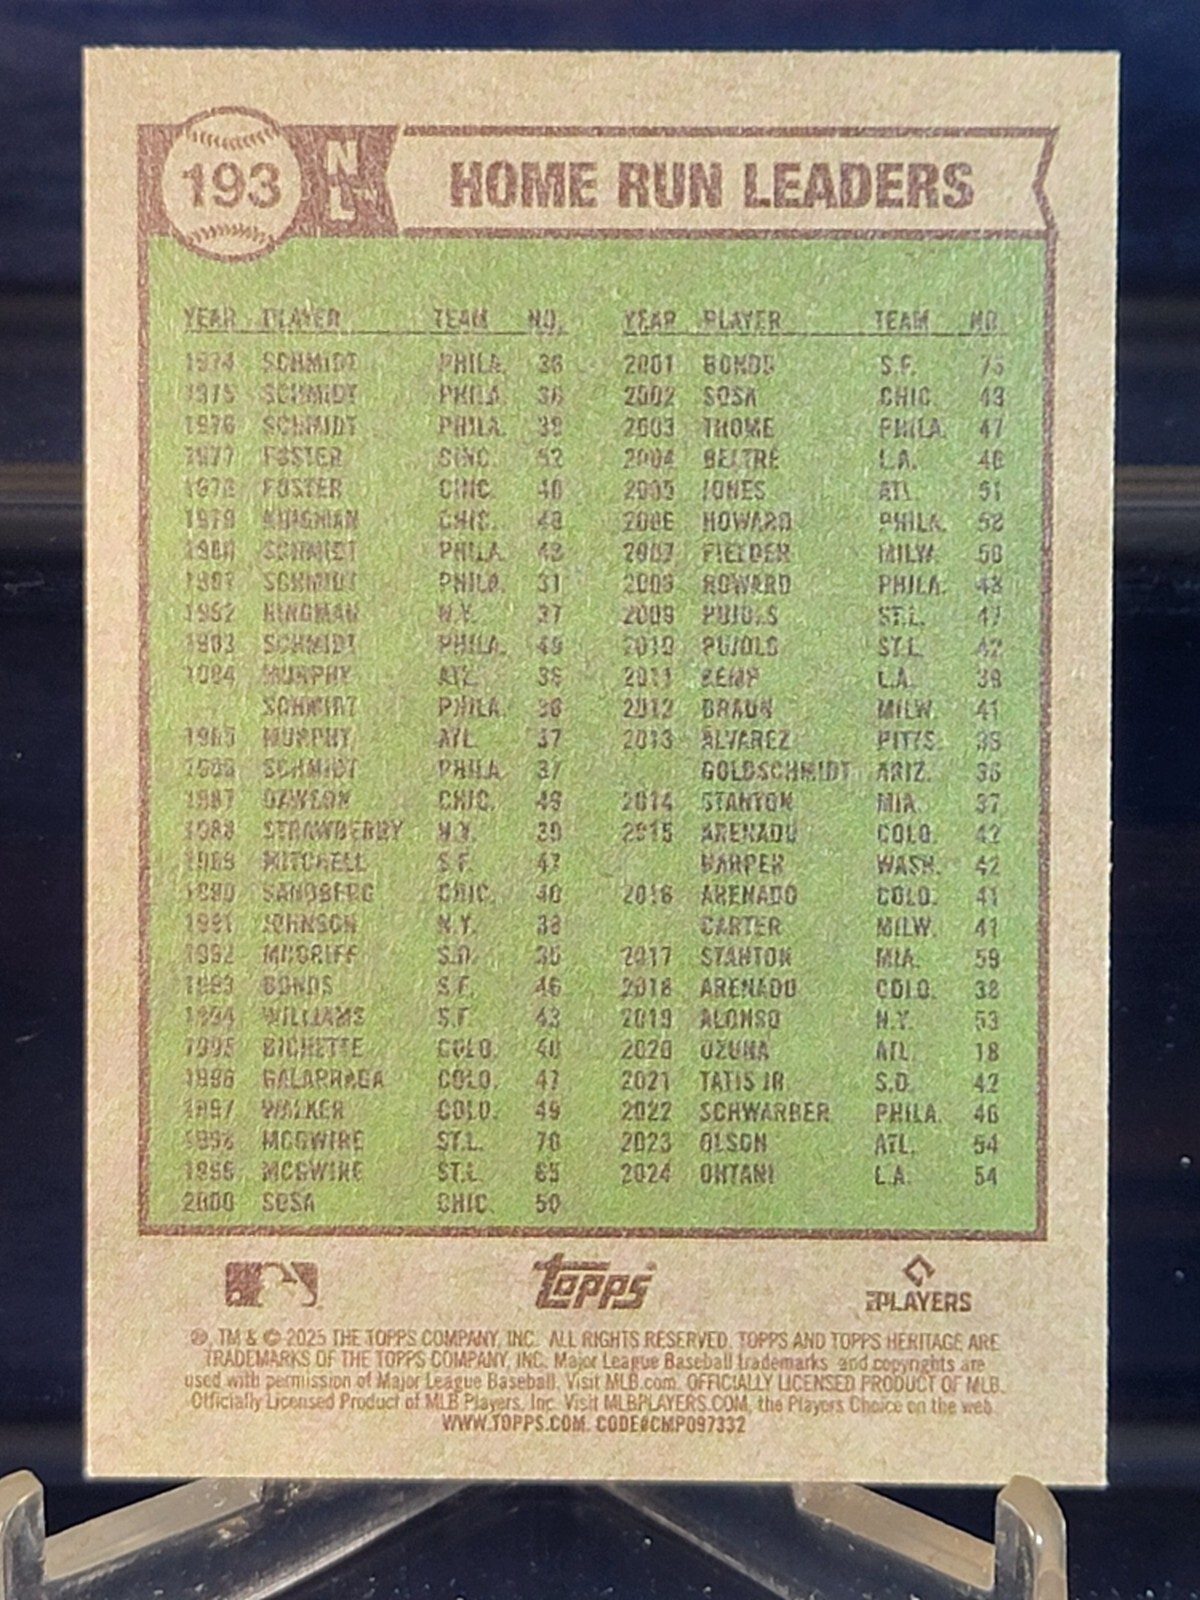 193
NL
HOME RUN LEADERS
YEAR PLAYER TEAM NO. YEAR PLAYER TEAM NO.
1974 SCHMIDT PHILA. 36 2001 BONDS S.F. 73
1975 SCHMIDT PHILA. 38 2002 SOSA CHIC. 49
1976 SCHMIDT PHILA. 38 2003 THOME PHILA. 47
1977 FOSTER CINC. 52 2004 BELTRE L.A. 48
1978 FOSTER CINC. 40 2005 JONES ATL. 51
1979 KINGMAN CHIC. 48 2006 HOWARD PHILA. 58
1980 SCHMIDT PHILA. 48 2007 FIELDER MILW. 50
1981 SCHMIDT PHILA. 31 2008 HOWARD PHILA. 48
1982 KINGMAN N.Y. 37 2009 PUJOLS ST.L. 47
1983 SCHMIDT PHILA. 40 2010 PUJOLS ST.L. 42
1984 MURPHY ATL. 36 2011 KEMP L.A. 39
SCHMIDT PHILA. 36 2012 BRAUN MILW. 41
1985 MURPHY ATL. 37 2013 ALVAREZ PITTS. 36
1986 SCHMIDT PHILA. 37 GOLDSCHMIDT ARIZ. 36
1987 DAWSON CHIC. 49 2014 STANTON MIA. 37
1988 STRAWBERRY N.Y. 39 2015 ARENADO COLO. 42
1989 MITCHELL S.F. 47 HARPER WASH. 42
1990 SANDBERG CHIC. 40 2016 ARENADO COLO. 41
1991 JOHNSON N.Y. 38 CARTER MILW. 41
1992 MCGRIFF S.D. 35 2017 STANTON MIA. 59
1993 BONDS S.F. 46 2018 ARENADO COLO. 38
1994 WILLIAMS S.F. 43 2019 ALONSO N.Y. 53
1995 BICHETTE COLO. 40 2020 OZUNA ATL. 18
1996 GALARRAGA COLO. 47 2021 TATIS JR. S.D. 42
1997 WALKER COLO. 49 2022 SCHWARBER PHILA. 46
1998 MCGWIRE ST.L. 70 2023 OLSON ATL. 54
1999 MCGWIRE ST.L. 65 2024 OHTANI L.A. 54
2000 SOSA CHIC. 50
topps PLAYERS
®, TM & © 2025 THE TOPPS COMPANY, INC. ALL RIGHTS RESERVED. TOPPS AND TOPPS HERITAGE ARE
TRADEMARKS OF THE TOPPS COMPANY, INC. Major League Baseball trademarks and copyrights are
used with permission of Major League Baseball. Visit MLB.com. OFFICIALLY LICENSED PRODUCT OF MLB.
Officially Licensed Product of MLB Players, Inc. Visit MLBPLAYERS.COM, the Players Choice on the web.
WWW.TOPPS.COM. CODE#CMP097332